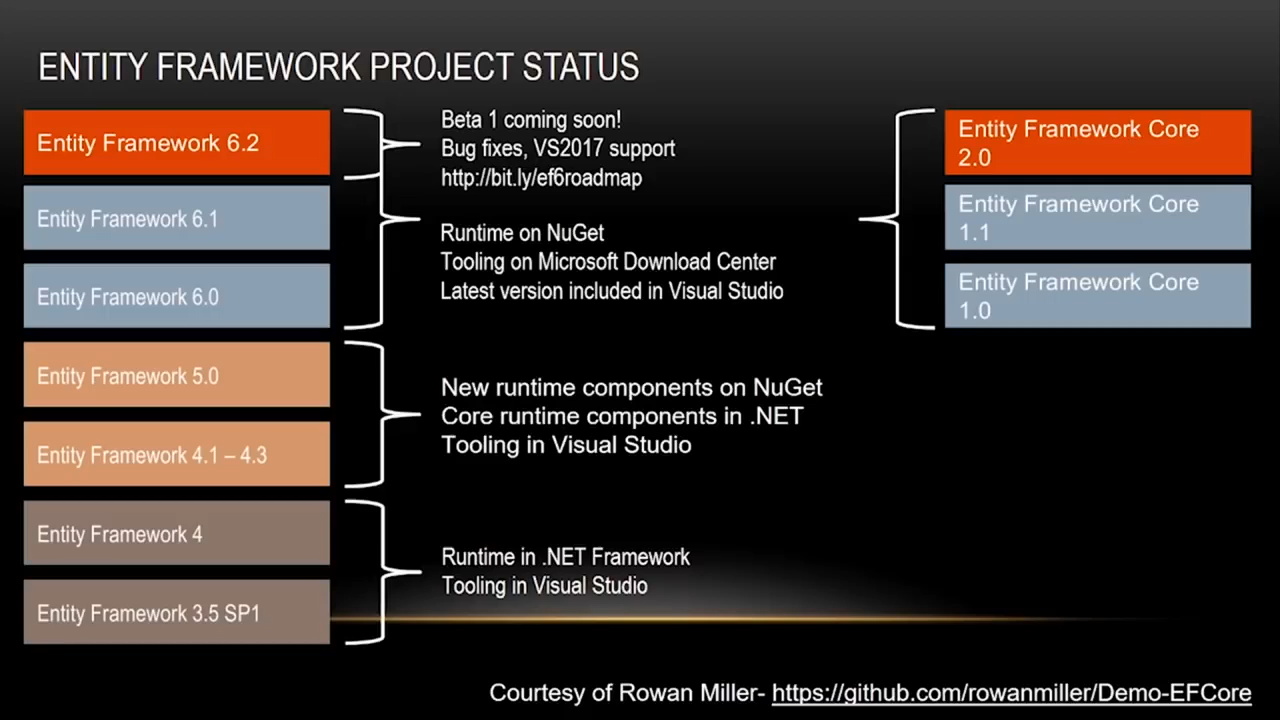 ENTITY FRAMEWORK PROJECT STATUS
Entity Framework 6.2
Entity Framework 6.1
Entity Framework 6.0
Entity Framework 5.0
Entity Framework 4.1 – 4.3
Entity Framework 4
Entity Framework 3.5 SP1
Beta 1 coming soon!
Bug fixes, VS2017 support
http://bit.ly/ef6roadmap
Runtime on NuGet
Tooling on Microsoft Download Center
Latest version included in Visual Studio
New runtime components on NuGet
Core runtime components in .NET
Tooling in Visual Studio
Runtime in .NET Framework
Tooling in Visual Studio
Entity Framework Core
2.0
Entity Framework Core
1.1
Entity Framework Core
1.0
Courtesy of Rowan Miller- https://github.com/rowanmiller/Demo-EFCore